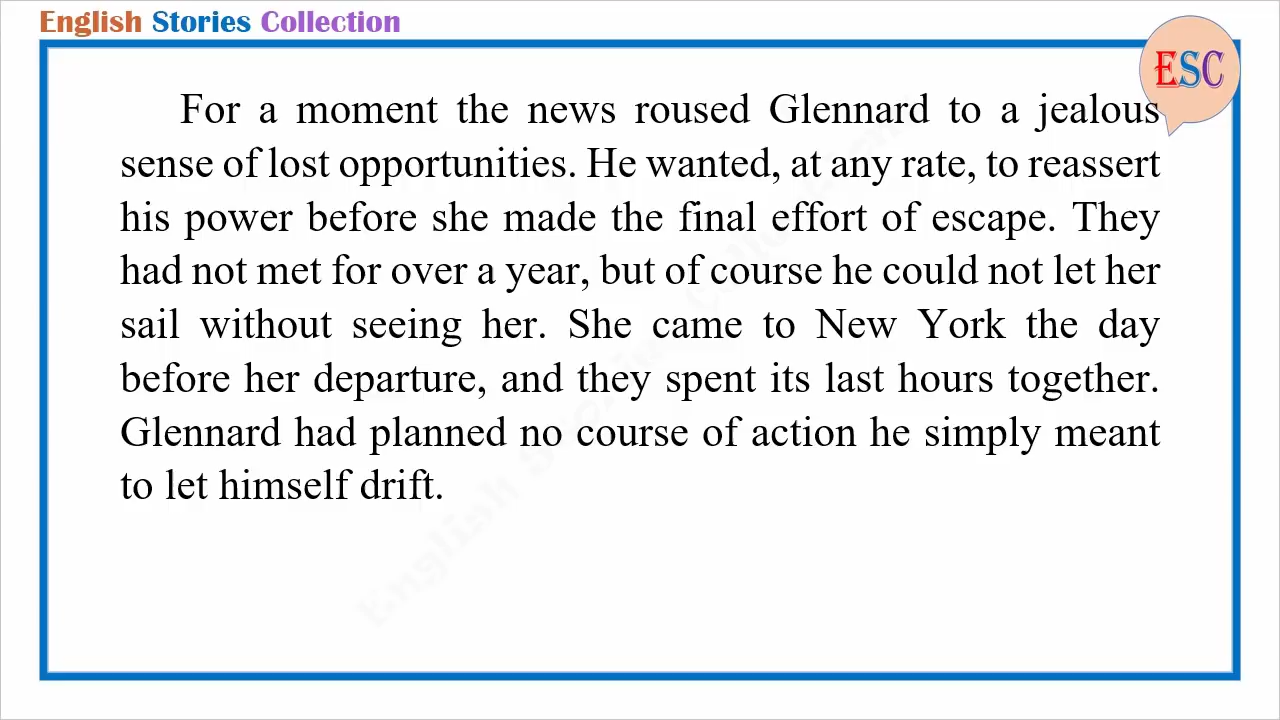 English Stories Collection
ESC
For a moment the news roused Glennard to a jealous
sense of lost opportunities. He wanted, at any rate, to reassert
his power before she made the final effort of escape. They
had not met for over a year, but of course he could not let her
sail without seeing her. She came to New York the day
before her departure, and they spent its last hours together.
Glennard had planned no course of action he simply meant
to let himself drift.